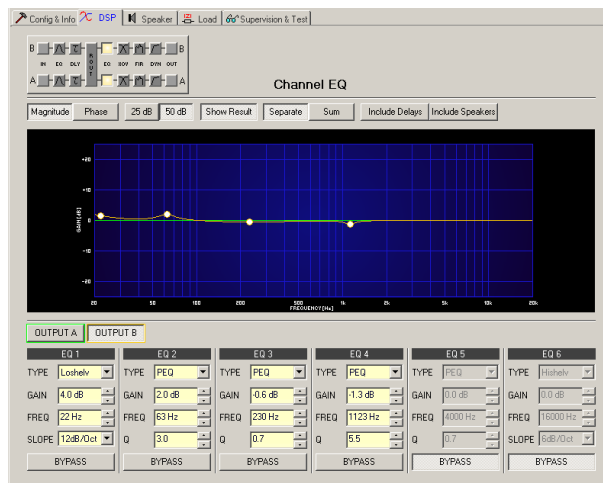 Config & Info DSP Speaker Load Supervision & Test
B B
IN EQ DLY ROUT EQ XOV FIR DYN OUT
A A
Channel EQ
Magnitude Phase 25 dB 50 dB Show Result Separate Sum Include Delays Include Speakers
+20
+10
0
-10
-20
GAIN[dB]
20 50 100 200 500 1k 2k 5k 10k 20k
FREQUENCY[Hz]
OUTPUT A OUTPUT B
EQ 1 EQ 2 EQ 3 EQ 4 EQ 5 EQ 6
TYPE Loshelv TYPE PEQ TYPE PEQ TYPE PEQ TYPE PEQ TYPE Hishelv
GAIN 4.0 dB GAIN 2.0 dB GAIN -0.6 dB GAIN -1.3 dB GAIN 0.0 dB GAIN 0.0 dB
FREQ 22 Hz FREQ 63 Hz FREQ 230 Hz FREQ 1123 Hz FREQ 4000 Hz FREQ 16000 Hz
SLOPE 12dB/Oct Q 3.0 Q 0.7 Q 5.5 Q 0.7 SLOPE 6dB/Oct
BYPASS BYPASS BYPASS BYPASS BYPASS BYPASS